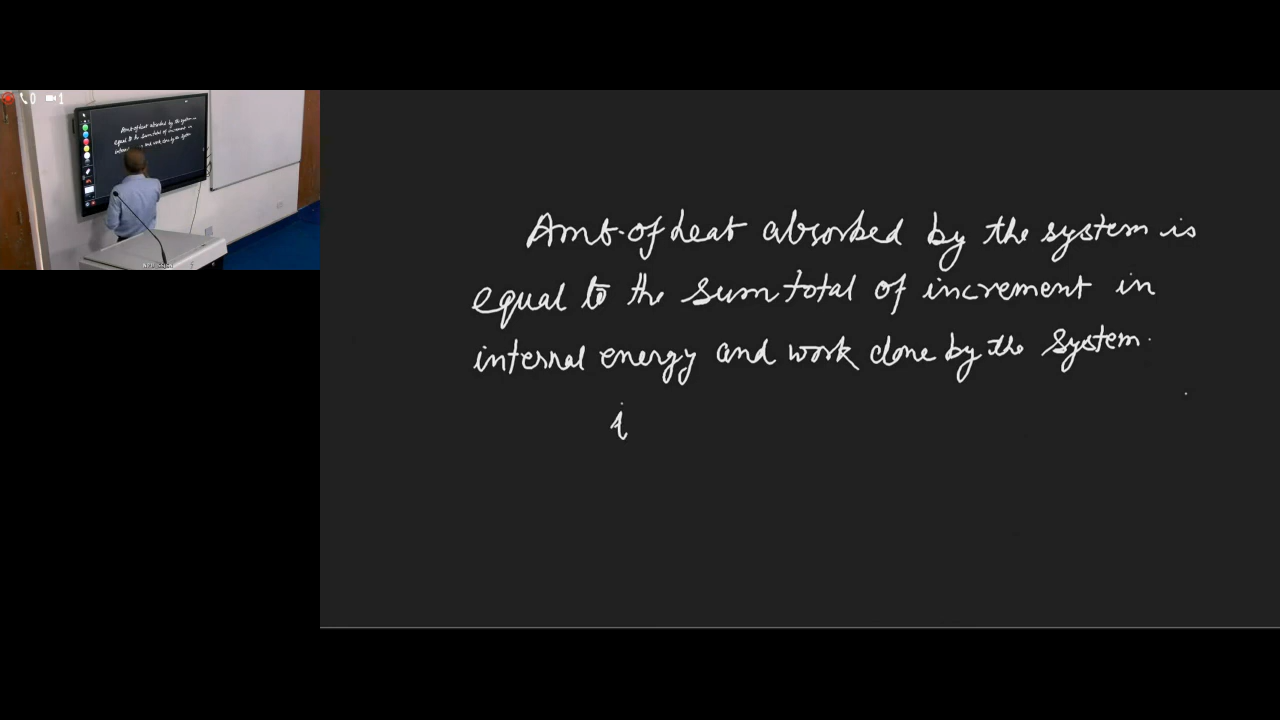 Amt. of heat absorbed by the system is
equal to the sum total of increment in
internal energy and work done by the system.
i